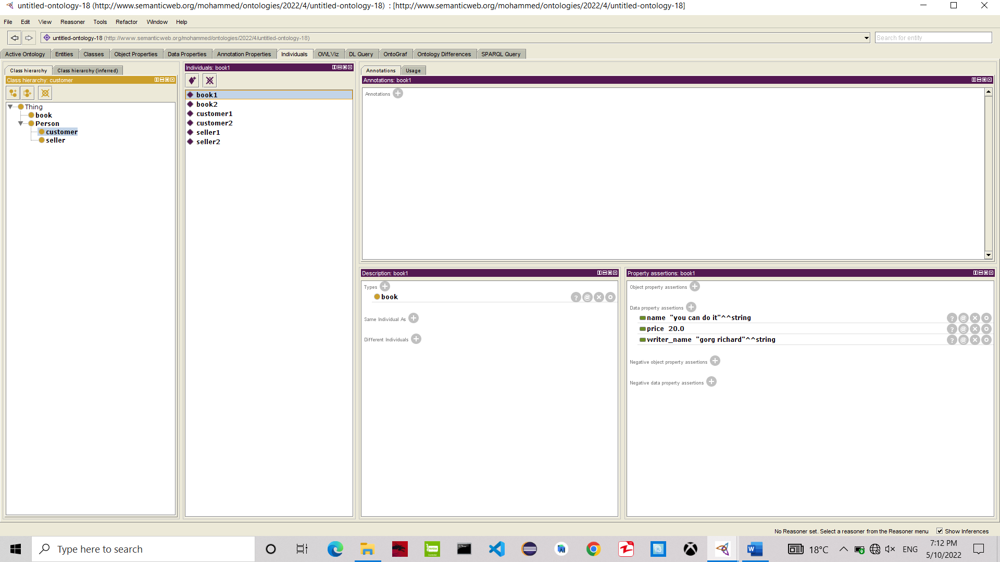 untitled-ontology-18 (http://www.semanticweb.org/mohammed/ontologies/2022/4/untitled-ontology-18) : [http://www.semanticweb.org/mohammed/ontologies/2022/4/untitled-ontology-18]
File Edit View Reasoner Tools Refactor Window Help
untitled-ontology-18 (http://www.semanticweb.org/mohammed/ontologies/2022/4/untitled-ontology-18)
Search for entity
Active Ontology Entities Classes Object Properties Data Properties Annotation Properties Individuals OWLViz DL Query OntoGraf Ontology Differences SPARQL Query
Class hierarchy Class hierarchy (inferred)
Class hierarchy: customer
Thing
book
Person
customer
seller
Individuals: book1
book1
book2
customer1
customer2
seller1
seller2
Annotations Usage
Annotations: book1
Annotations
Description: book1
Types
book
Same Individual As
Different Individuals
Property assertions: book1
Object property assertions
Data property assertions
name "you can do it"^^string
price 20.0
writer_name "gorg richard"^^string
Negative object property assertions
Negative data property assertions
No Reasoner set. Select a reasoner from the Reasoner menu Show Inferences
Type here to search
18°C
ENG
7:12 PM
5/10/2022